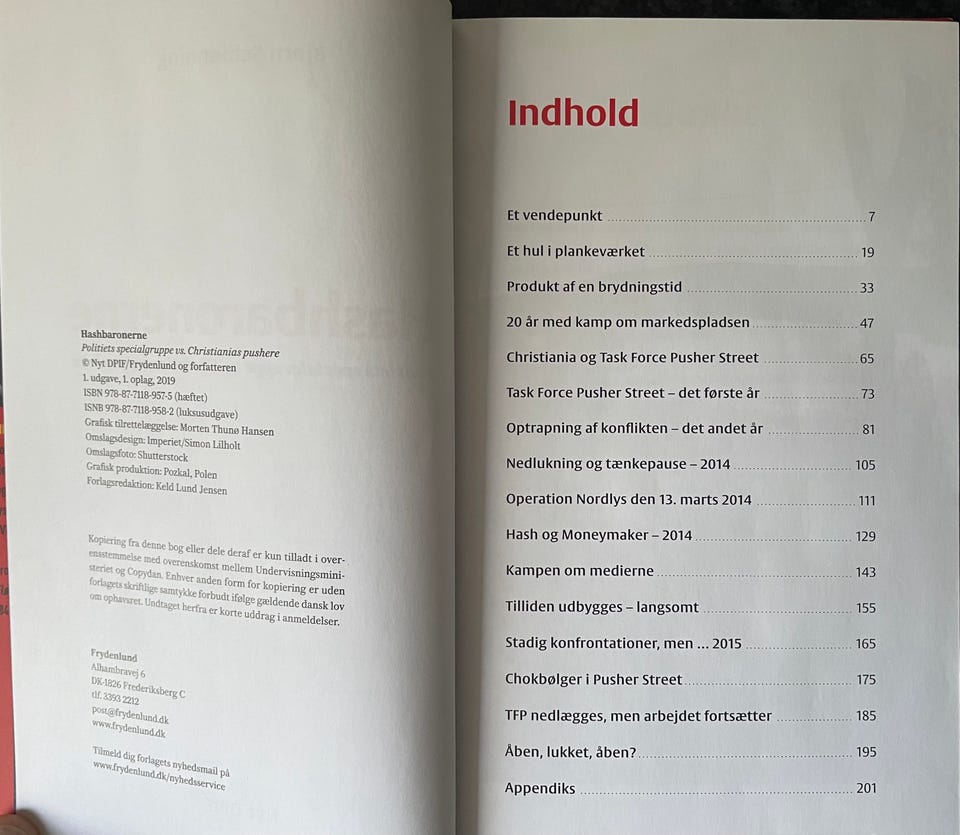 Hashbaronerne
Politiets specialgruppe vs. Christianias pushere
© Nyt DPIF/Frydenlund og forfatteren
1. udgave, 1. oplag, 2019
ISBN 978-87-7118-957-5 (hæftet)
ISNB 978-87-7118-958-2 (luksusudgave)
Grafisk tilrettelæggelse: Morten Thunø Hansen
Omslagsdesign: Imperiet/Simon Lilholt
Omslagsfoto: Shutterstock
Grafisk produktion: Pozkal, Polen
Forlagsredaktion: Keld Lund Jensen
Kopiering fra denne bog eller dele deraf er kun tilladt i over-
ensstemmelse med overenskomst mellem Undervisningsmini-
steriet og Copydan. Enhver anden form for kopiering er uden
forlagets skriftlige samtykke forbudt ifølge gældende dansk lov
om ophavsret. Undtaget herfra er korte uddrag i anmeldelser.
Frydenlund
Alhambravej 6
DK-1826 Frederiksberg C
tlf. 3393 2212
post@frydenlund.dk
www.frydenlund.dk
Tilmeld dig forlagets nyhedsmail på
www.frydenlund.dk/nyhedsservice
Indhold
Et vendepunkt 7
Et hul i plankeværket 19
Produkt af en brydningstid 33
20 år med kamp om markedspladsen 47
Christiania og Task Force Pusher Street 65
Task Force Pusher Street – det første år 73
Optrapning af konflikten – det andet år 81
Nedlukning og tænkepause – 2014 105
Operation Nordlys den 13. marts 2014 111
Hash og Moneymaker – 2014 129
Kampen om medierne 143
Tilliden udbygges – langsomt 155
Stadig konfrontationer, men ... 2015 165
Chokbølger i Pusher Street 175
TFP nedlægges, men arbejdet fortsætter 185
Åben, lukket, åben? 195
Appendiks 201